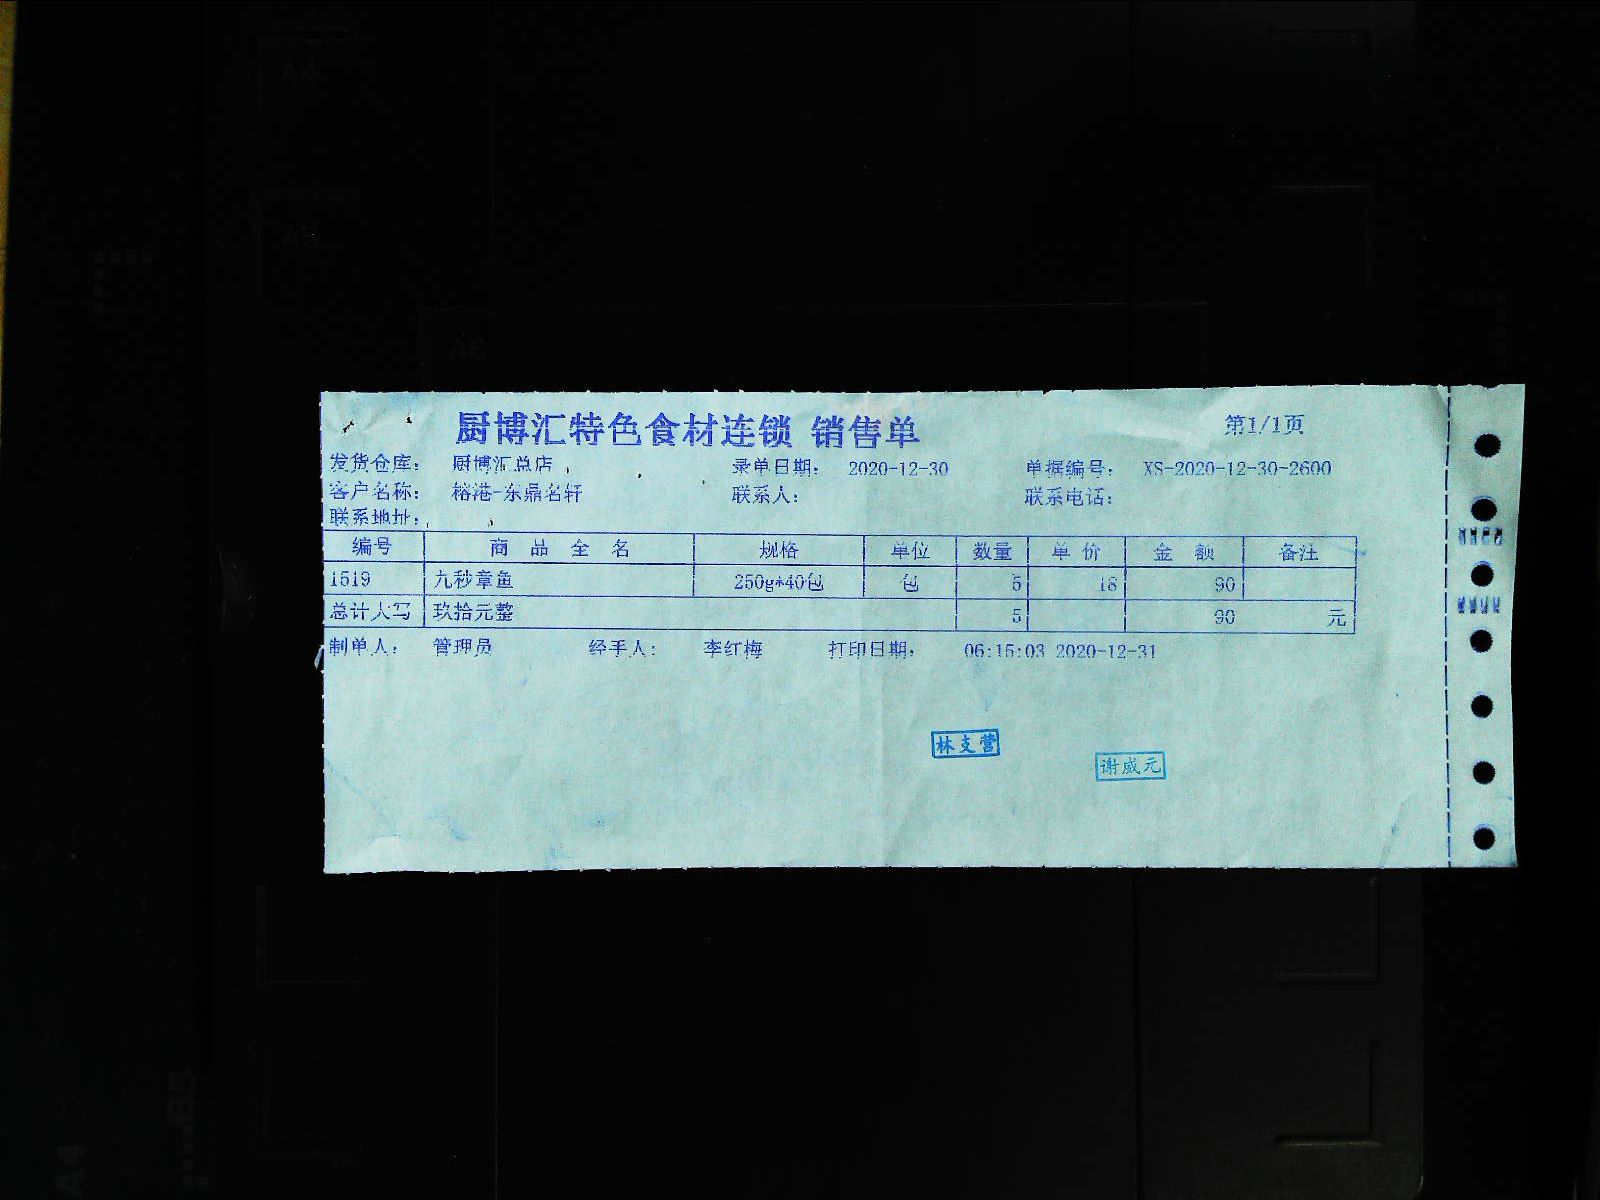 厨博汇特色食材连锁 销售单 第1/1页
发货仓库： 厨博汇总店 录单日期： 2020-12-30 单据编号： XS-2020-12-30-2600
客户名称： 榕港-东鼎名轩 联系人： 联系电话：
联系地址：
编号 商品全名 规格 单位 数量 单价 金额 备注
1519 九秒章鱼 250g*40包 包 5 18 90
总计大写 玖拾元整 5 90 元
制单人： 管理员 经手人： 李红梅 打印日期： 06:15:03 2020-12-31
林支营
谢威元
A4
A5
A6
B5
A4